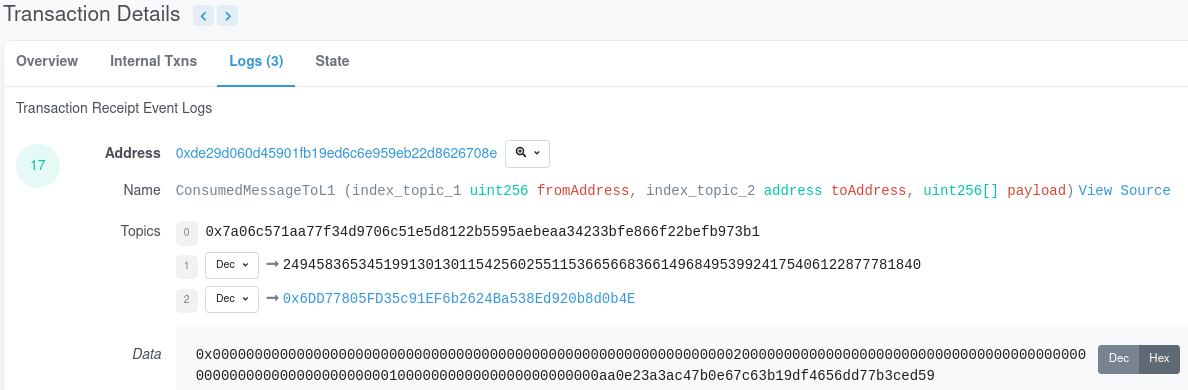 Transaction Details
Overview Internal Txns Logs (3) State
Transaction Receipt Event Logs
17
Address 0xde29d060d45901fb19ed6c6e959eb22d8626708e
Name ConsumedMessageToL1 (index_topic_1 uint256 fromAddress, index_topic_2 address toAddress, uint256[] payload) View Source
Topics 0 0x7a06c571aa77f34d9706c51e5d8122b5595aebeaa34233bfe866f22befb973b1
1 Dec → 2494583653451991301301154256025511536656683661496849539924175406122877781840
2 Dec → 0x6DD77805FD35c91EF6b2624Ba538Ed920b8d0b4E
Data 0x000000000000000000000000000000000000000000000000000000000000002000000000000000000000000000000000000000000
000000000000000000000001000000000000000000000000aa0e23a3ac47b0e67c63b19df4656dd77b3ced59
Dec Hex